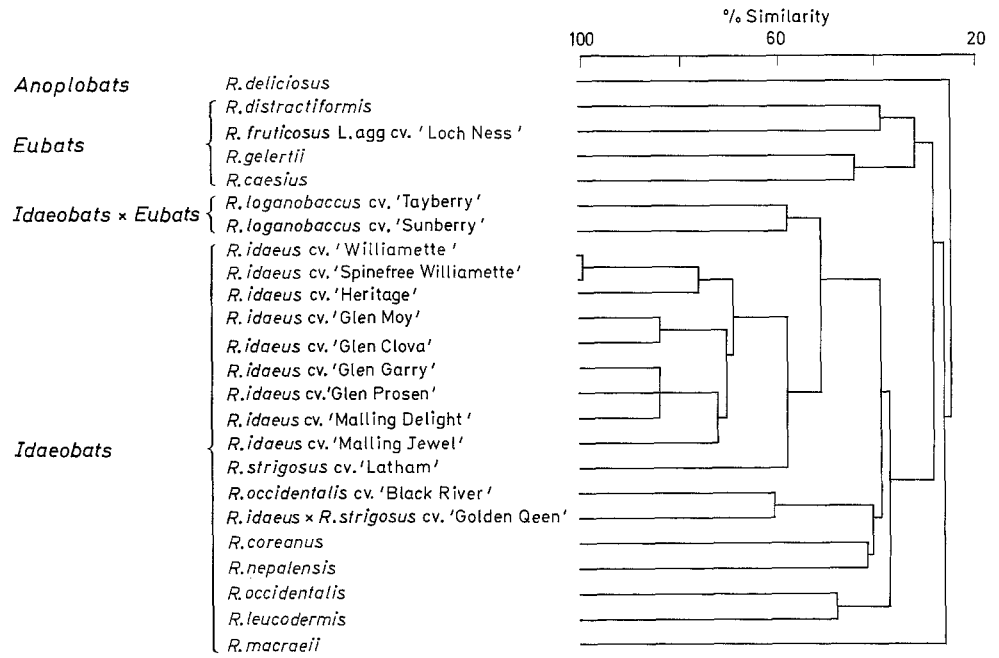 % Similarity
100 60 20
Anoplobats R. deliciosus
R. distractiformis
R. fruticosus L. agg cv. 'Loch Ness'
Eubats
R. gelertii
R. caesius
R. loganobaccus cv. 'Tayberry'
Idaeobats × Eubats
R. loganobaccus cv. 'Sunberry'
R. idaeus cv. 'Williamette'
R. idaeus cv. 'Spinefree Williamette'
R. idaeus cv. 'Heritage'
R. idaeus cv. 'Glen Moy'
R. idaeus cv. 'Glen Clova'
R. idaeus cv. 'Glen Garry'
R. idaeus cv. 'Glen Prosen'
R. idaeus cv. 'Malling Delight'
R. idaeus cv. 'Malling Jewel'
Idaeobats
R. strigosus cv. 'Latham'
R. occidentalis cv. 'Black River'
R. idaeus × R. strigosus cv. 'Golden Qeen'
R. coreanus
R. nepalensis
R. occidentalis
R. leucodermis
R. macraeii